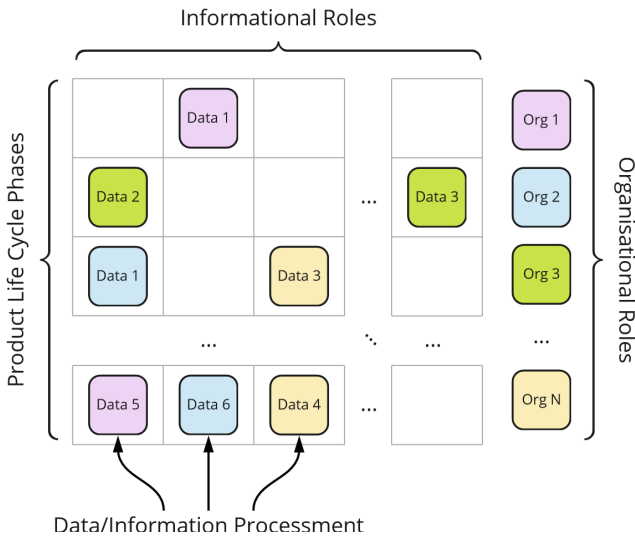 Informational Roles
Product Life Cycle Phases
Organisational Roles
Data 1
Org 1
Data 2
...
Data 3
Org 2
Data 1
Data 3
Org 3
...
...
...
...
Data 5
Data 6
Data 4
...
Org N
Data/Information Processment